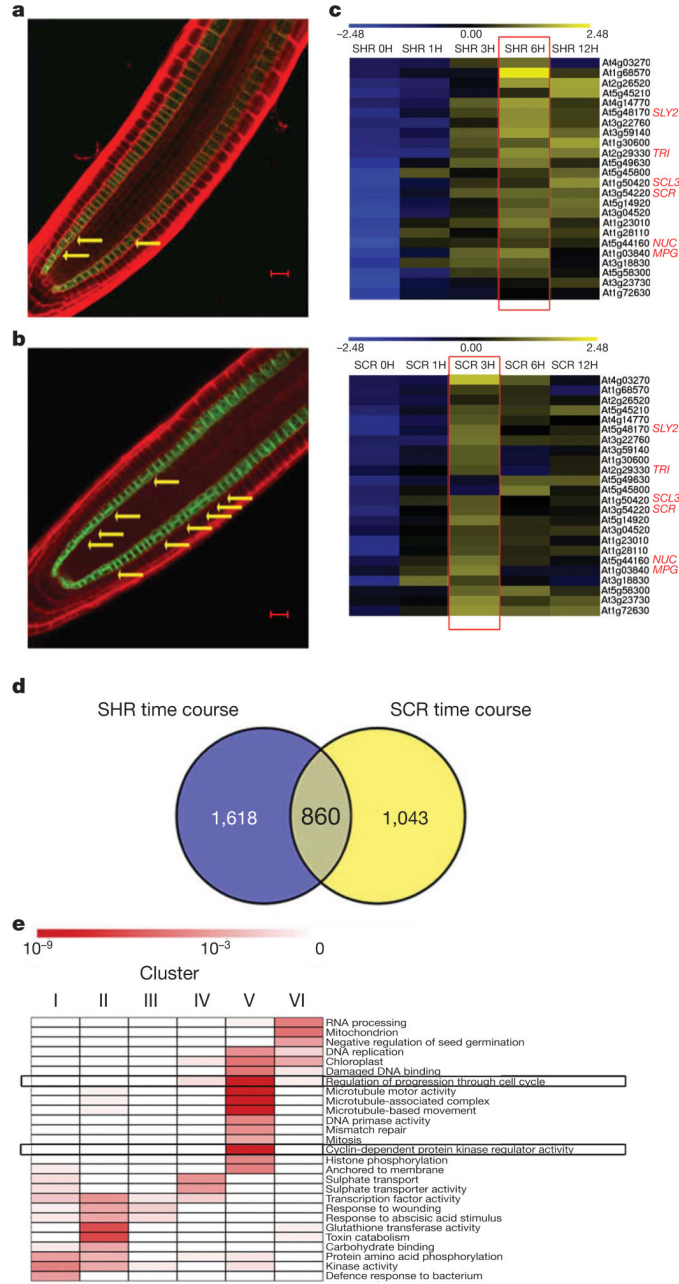 a
b
c
−2.48 0.00 2.48
SHR 0H SHR 1H SHR 3H SHR 6H SHR 12H
At4g03270
At1g68570
At2g26520
At5g45210
At4g14770
At5g48170 SLY2
At3g22760
At3g59140
At1g30600
At2g29330 TRI
At5g49630
At5g45800
At1g50420 SCL3
At3g54220 SCR
At5g14920
At3g04520
At1g23010
At1g28110
At5g44160 NUC
At1g03840 MPG
At3g18830
At5g58300
At3g23730
At1g72630
−2.48 0.00 2.48
SCR 0H SCR 1H SCR 3H SCR 6H SCR 12H
At4g03270
At1g68570
At2g26520
At5g45210
At4g14770
At5g48170 SLY2
At3g22760
At3g59140
At1g30600
At2g29330 TRI
At5g49630
At5g45800
At1g50420 SCL3
At3g54220 SCR
At5g14920
At3g04520
At1g23010
At1g28110
At5g44160 NUC
At1g03840 MPG
At3g18830
At5g58300
At3g23730
At1g72630
d
SHR time course SCR time course
1,618 860 1,043
e
10⁻⁹ 10⁻³ 0
Cluster
I II III IV V VI
RNA processing
Mitochondrion
Negative regulation of seed germination
DNA replication
Chloroplast
Damaged DNA binding
Regulation of progression through cell cycle
Microtubule motor activity
Microtubule-associated complex
Microtubule-based movement
DNA primase activity
Mismatch repair
Mitosis
Cyclin-dependent protein kinase regulator activity
Histone phosphorylation
Anchored to membrane
Sulphate transport
Sulphate transporter activity
Transcription factor activity
Response to wounding
Response to abscisic acid stimulus
Glutathione transferase activity
Toxin catabolism
Carbohydrate binding
Protein amino acid phosphorylation
Kinase activity
Defence response to bacterium